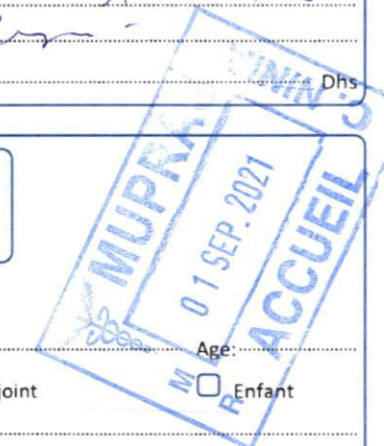 Dhs
MUPRAS
01 SEP. 2021
ACCUEIL
Age:
joint
Enfant